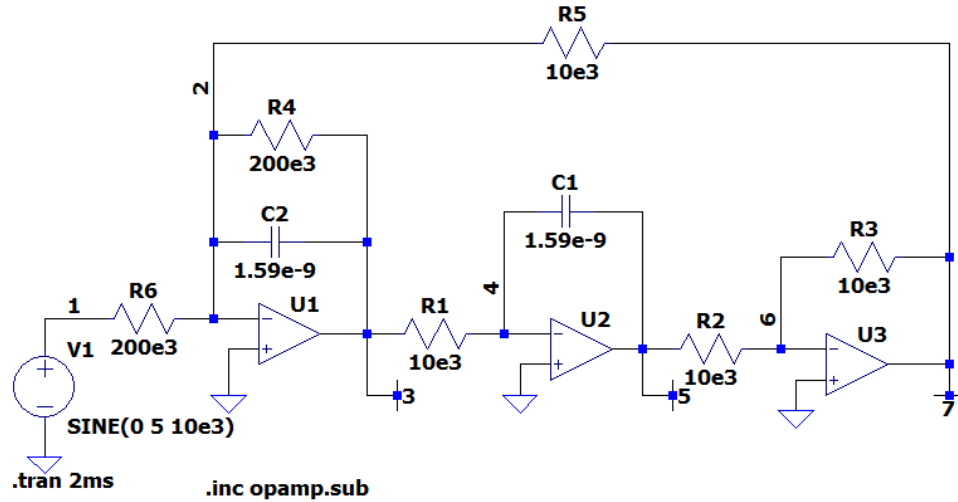 R5
10e3
2
R4
200e3
C2
1.59e-9
C1
1.59e-9
R3
10e3
1
R6
200e3
U1
R1
10e3
4
U2
R2
10e3
6
U3
V1
3
5
7
SINE(0 5 10e3)
.tran 2ms
.inc opamp.sub